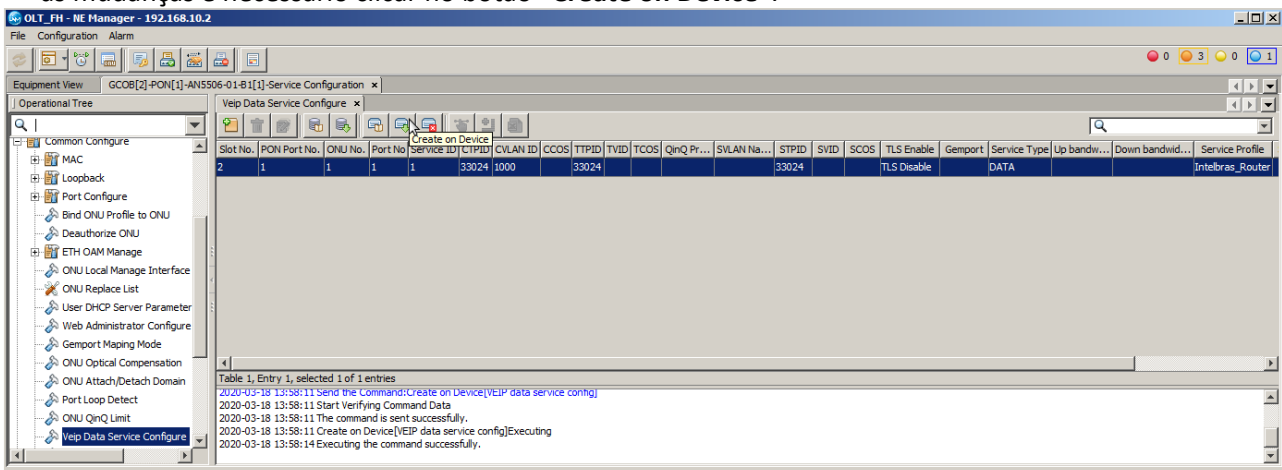 as mudanças é necessário clicar no botão "Create on Device".
OLT_FH - NE Manager - 192.168.10.2
File Configuration Alarm
0 3 0 1
Equipment View GCOB[2]-PON[1]-AN5506-01-B1[1]-Service Configuration
Operational Tree
Veip Data Service Configure
Create on Device
Slot No. PON Port No. ONU No. Port No Service ID CTPID CVLAN ID CCOS TTPID TVID TCOS QinQ Pr... SVLAN Na... STPID SVID SCOS TLS Enable Gemport Service Type Up bandw... Down bandwid... Service Profile
2 1 1 1 1 33024 1000 33024 33024 TLS Disable DATA Intelbras_Router
Common Configure
MAC
Loopback
Port Configure
Bind ONU Profile to ONU
Deauthorize ONU
ETH OAM Manage
ONU Local Manage Interface
ONU Replace List
User DHCP Server Parameter
Web Administrator Configure
Gemport Maping Mode
ONU Optical Compensation
ONU Attach/Detach Domain
Port Loop Detect
ONU QinQ Limit
Veip Data Service Configure
Table 1, Entry 1, selected 1 of 1 entries
2020-03-18 13:58:11 Send the Command:Create on Device[VEIP data service config]
2020-03-18 13:58:11 Start Verifying Command Data
2020-03-18 13:58:11 The command is sent successfully.
2020-03-18 13:58:11 Create on Device[VEIP data service config]Executing
2020-03-18 13:58:14 Executing the command successfully.